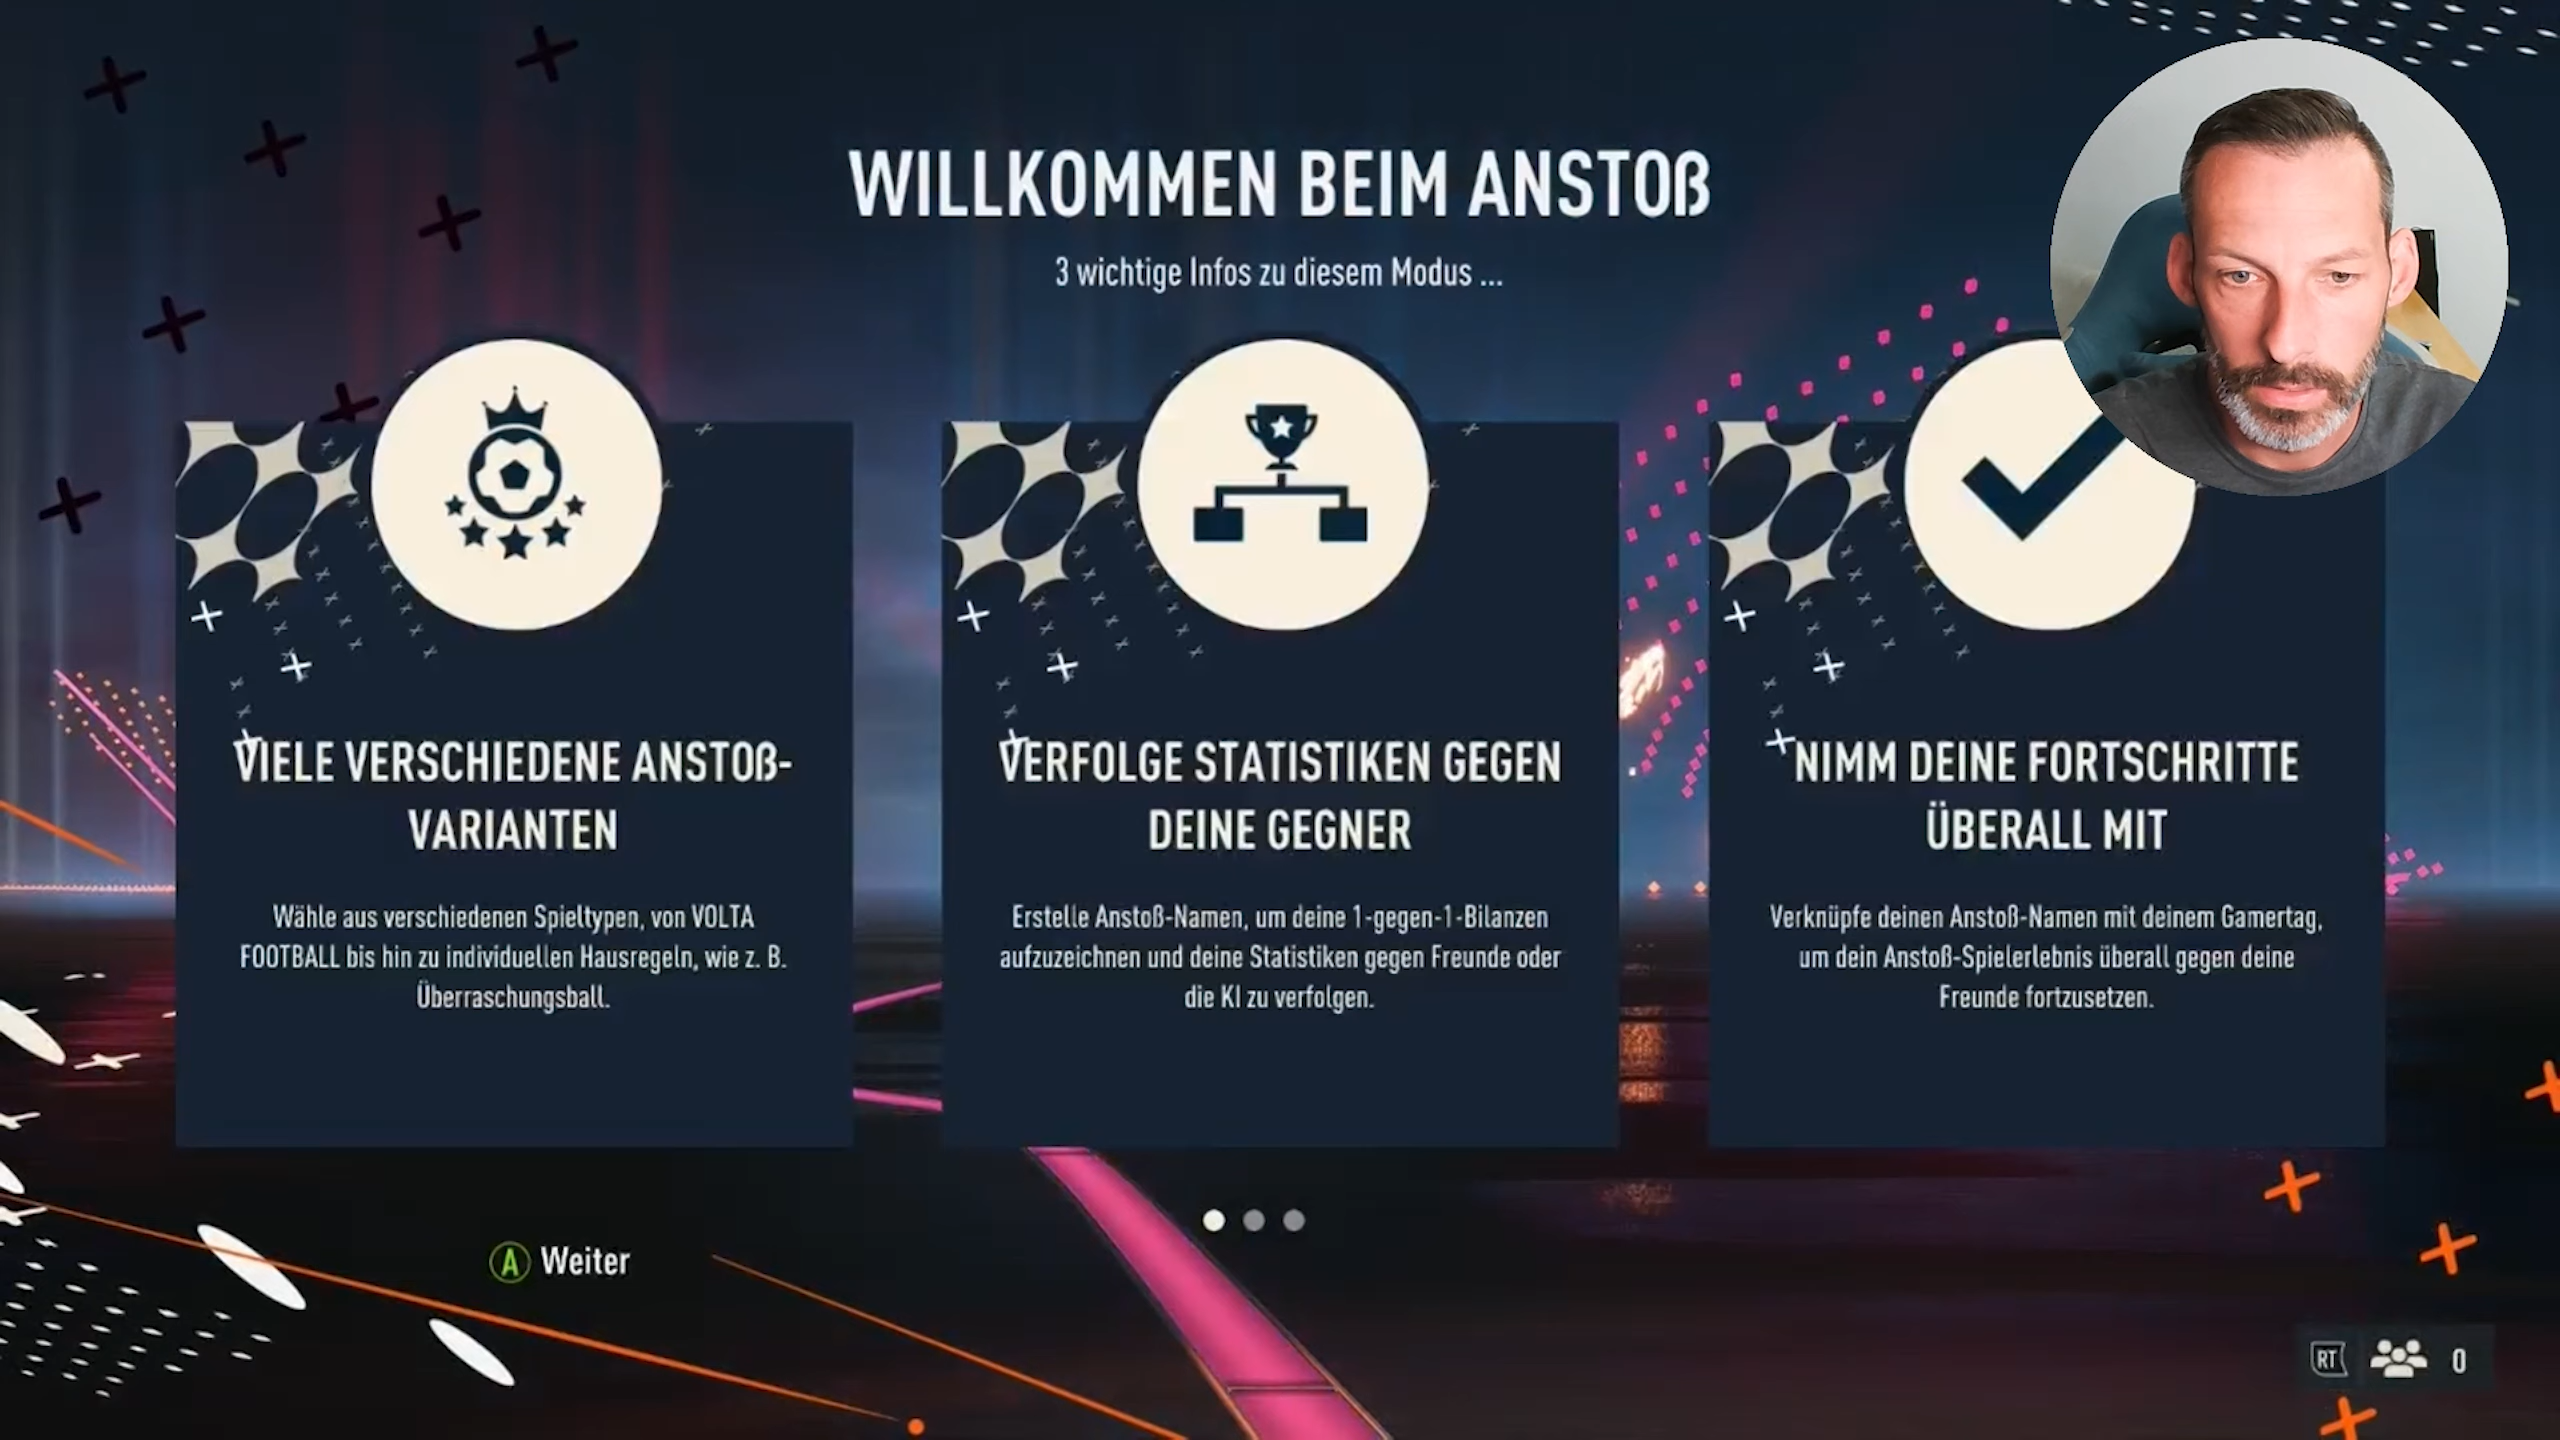 WILLKOMMEN BEIM ANSTOß
3 wichtige Infos zu diesem Modus ...
VIELE VERSCHIEDENE ANSTOß-
VARIANTEN
Wähle aus verschiedenen Spieltypen, von VOLTA
FOOTBALL bis hin zu individuellen Hausregeln, wie z. B.
Überraschungsball.
VERFOLGE STATISTIKEN GEGEN
DEINE GEGNER
Erstelle Anstoß-Namen, um deine 1-gegen-1-Bilanzen
aufzuzeichnen und deine Statistiken gegen Freunde oder
die KI zu verfolgen.
NIMM DEINE FORTSCHRITTE
ÜBERALL MIT
Verknüpfe deinen Anstoß-Namen mit deinem Gamertag,
um dein Anstoß-Spielerlebnis überall gegen deine
Freunde fortzusetzen.
A Weiter
RT 0